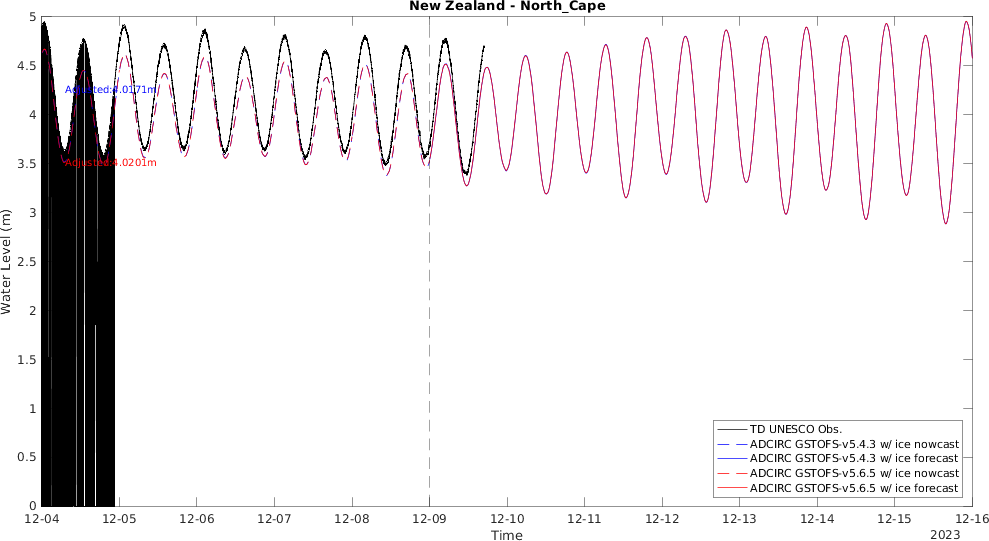 New Zealand - North_Cape
5
4.5
4
3.5
3
2.5
2
1.5
1
0.5
0
Water Level (m)
Adjusted:4.0171m
Adjusted:4.0201m
TD UNESCO Obs.
ADCIRC GSTOFS-v5.4.3 w/ ice nowcast
ADCIRC GSTOFS-v5.4.3 w/ ice forecast
ADCIRC GSTOFS-v5.6.5 w/ ice nowcast
ADCIRC GSTOFS-v5.6.5 w/ ice forecast
12-04 12-05 12-06 12-07 12-08 12-09 12-10 12-11 12-12 12-13 12-14 12-15 12-16
Time
2023